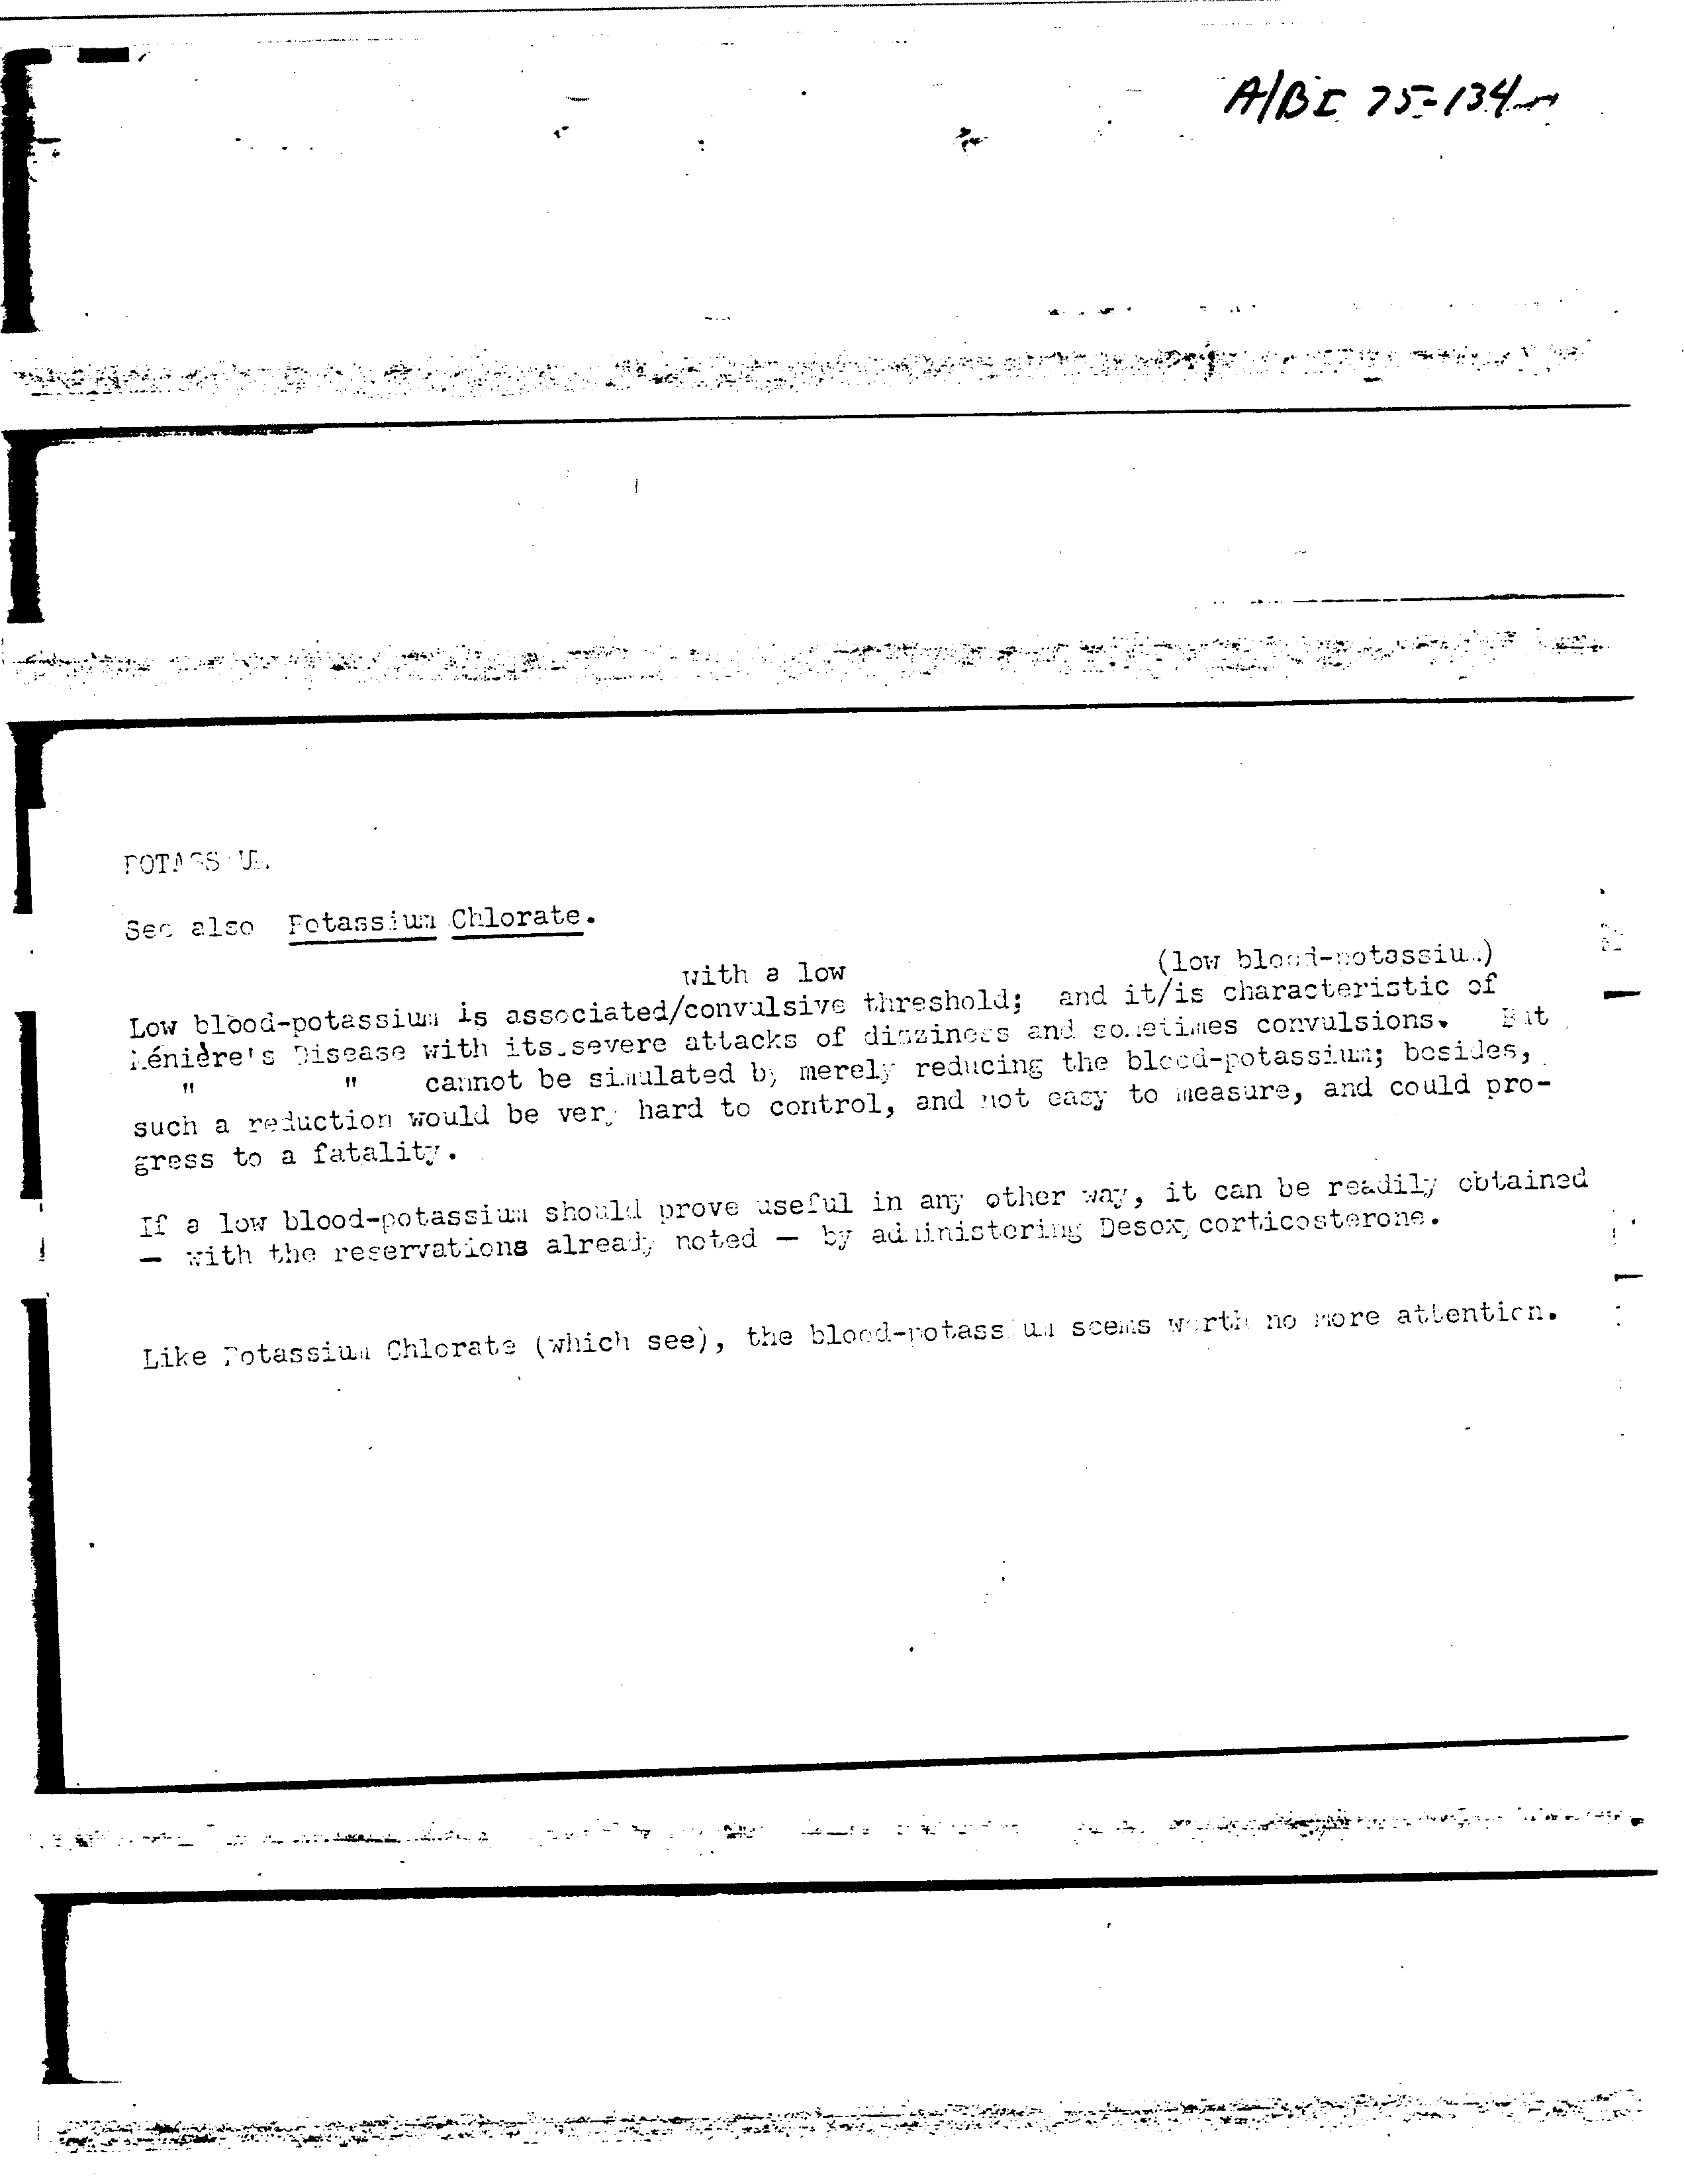 A/BI 75-134
POTASSIUM.
See also Potassium Chlorate.
with a low (low blood-potassium)
Low blood-potassium is associated/convulsive threshold; and it/is characteristic of
Ménière's Disease with its severe attacks of dizziness and sometimes convulsions. But
" " cannot be simulated by merely reducing the blood-potassium; besides,
such a reduction would be very hard to control, and not easy to measure, and could pro-
gress to a fatality.
If a low blood-potassium should prove useful in any other way, it can be readily obtained
— with the reservations already noted — by administering Desoxycorticosterone.
Like Potassium Chlorate (which see), the blood-potassium seems worth no more attention.